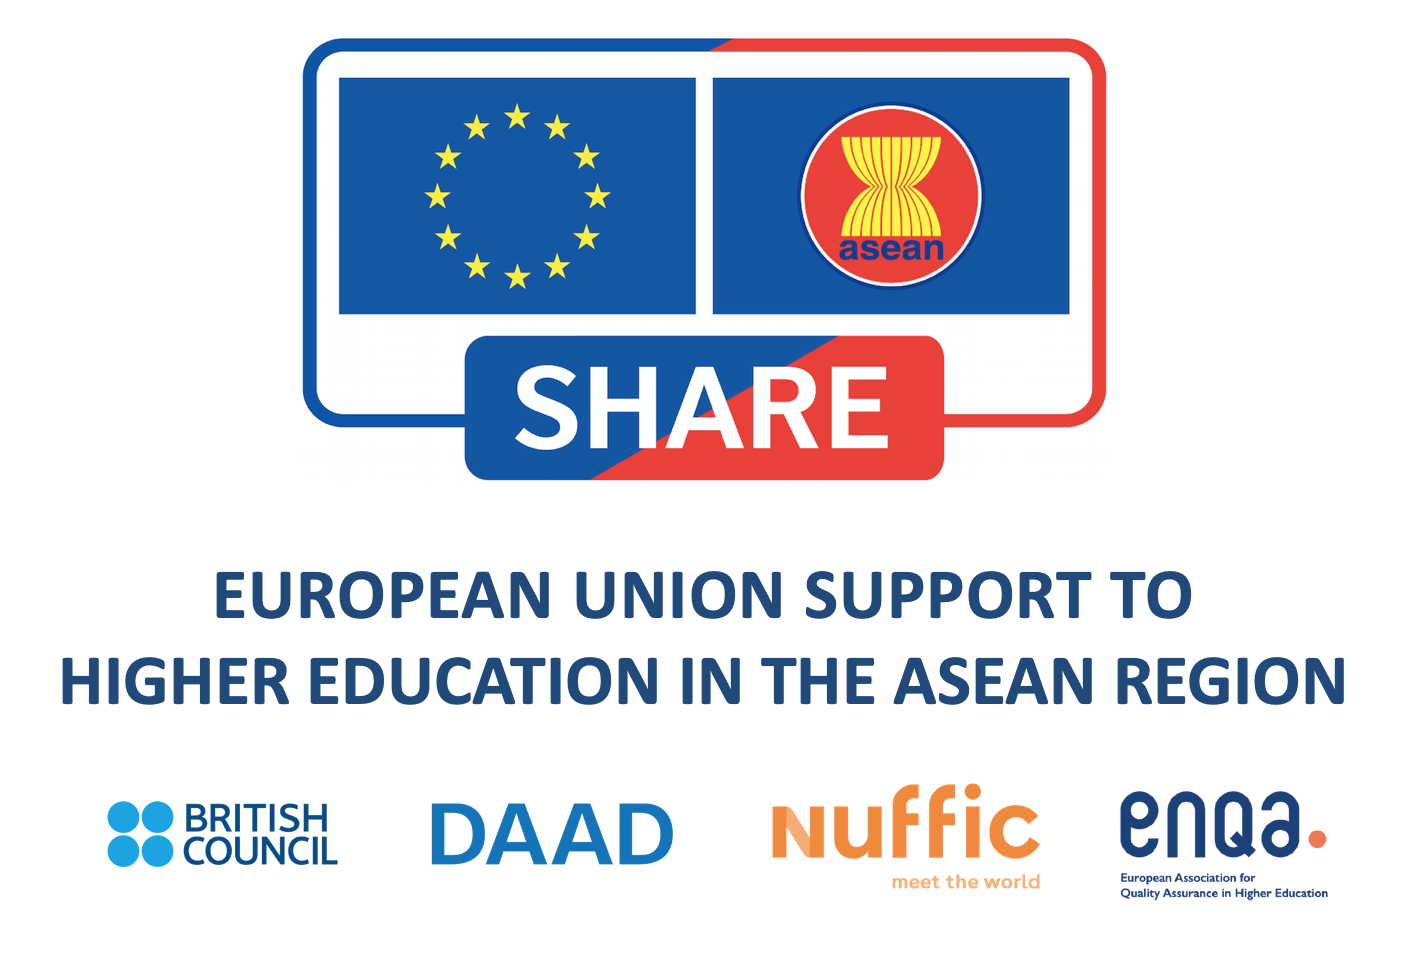 asean
SHARE
EUROPEAN UNION SUPPORT TO
HIGHER EDUCATION IN THE ASEAN REGION
BRITISH
COUNCIL
DAAD
nuffic
meet the world
enqa.
European Association for
Quality Assurance in Higher Education